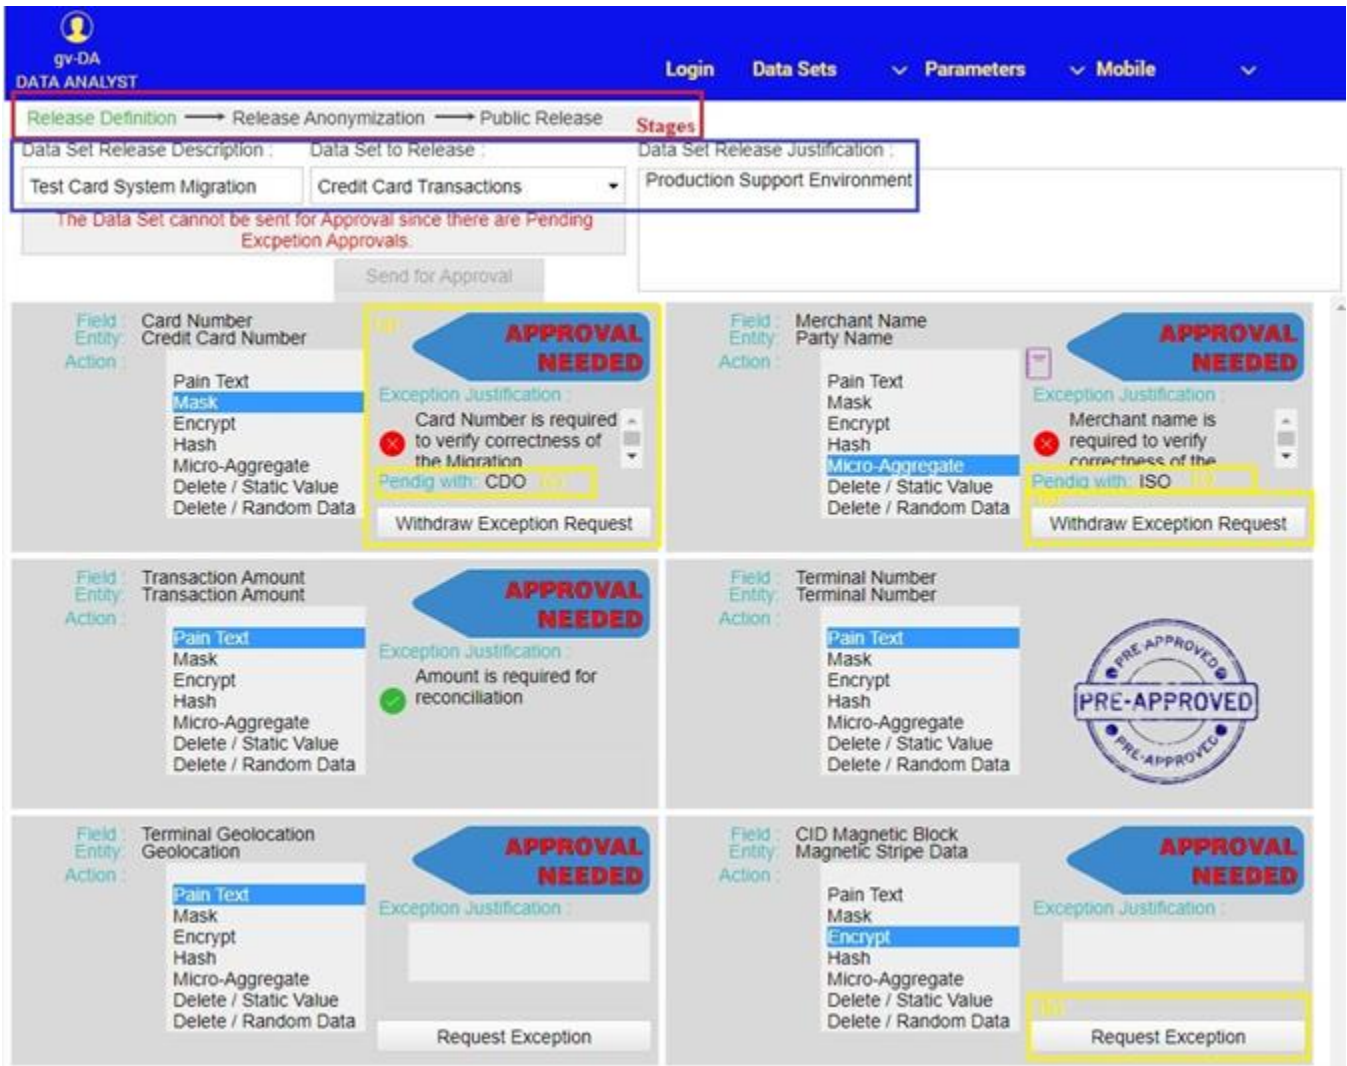 gv-DA
DATA ANALYST
Login Data Sets Parameters Mobile
Release Definition → Release Anonymization → Public Release
Stages
Data Set Release Description : Data Set to Release : Data Set Release Justification :
Test Card System Migration Credit Card Transactions Production Support Environment
The Data Set cannot be sent for Approval since there are Pending
Excpetion Approvals.
Send for Approval
Field : Card Number
Entity: Credit Card Number
Action :
Pain Text
Mask
Encrypt
Hash
Micro-Aggregate
Delete / Static Value
Delete / Random Data
APPROVAL
NEEDED
Exception Justification :
Card Number is required
to verify correctness of
the Migration
Pendig with: CDO
Withdraw Exception Request
Field : Merchant Name
Entity: Party Name
Action :
Pain Text
Mask
Encrypt
Hash
Micro-Aggregate
Delete / Static Value
Delete / Random Data
APPROVAL
NEEDED
Exception Justification :
Merchant name is
required to verify
correctness of the
Pendig with: ISO
Withdraw Exception Request
Field : Transaction Amount
Entity: Transaction Amount
Action :
Pain Text
Mask
Encrypt
Hash
Micro-Aggregate
Delete / Static Value
Delete / Random Data
APPROVAL
NEEDED
Exception Justification :
Amount is required for
reconciliation
Field : Terminal Number
Entity: Terminal Number
Action :
Pain Text
Mask
Encrypt
Hash
Micro-Aggregate
Delete / Static Value
Delete / Random Data
PRE-APPROVED
PRE-APPROVED
PRE-APPROVED
Field : Terminal Geolocation
Entity: Geolocation
Action :
Pain Text
Mask
Encrypt
Hash
Micro-Aggregate
Delete / Static Value
Delete / Random Data
APPROVAL
NEEDED
Exception Justification :
Request Exception
Field : CID Magnetic Block
Entity: Magnetic Stripe Data
Action :
Pain Text
Mask
Encrypt
Hash
Micro-Aggregate
Delete / Static Value
Delete / Random Data
APPROVAL
NEEDED
Exception Justification :
Request Exception